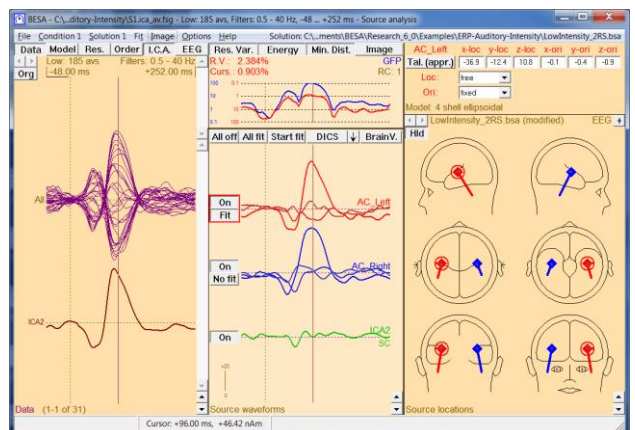 BESA - C:\...ditory-Intensity\S1.ica_av.fsg - Low: 185 avs, Filters: 0.5 - 40 Hz, -48 ... +252 ms - Source analysis
File Condition 1 Solution 1 Fit Image Options Help Solution: C:\...ments\BESA\Research_6_0\Examples\ERP-Auditory-Intensity\LowIntensity_2RS.bsa
Data Model Res. Order I.C.A. EEG
Org
Low: 185 avs Filters: 0.5 - 40 Hz
-48.00 ms +252.00 ms
All
ICA2
Data (1-1 of 31)
Res. Var. Energy Min. Dist. Image
R.V.: 2.384% GFP
Curs.: 0.903% RC: 1
All off All fit Start fit DICS BrainV.
On AC_Left
Fit
On AC_Right
No fit
On ICA2
SC
Source waveforms
AC_Left x-loc y-loc z-loc x-ori y-ori z-ori
Tal. (appr.) -36.9 -12.4 10.8 -0.1 -0.4 -0.9
Loc: free
Ori: fixed
Model: 4 shell ellipsoidal
LowIntensity_2RS.bsa (modified) EEG +
Hld
Source locations
Cursor: +96.00 ms, +46.42 nAm